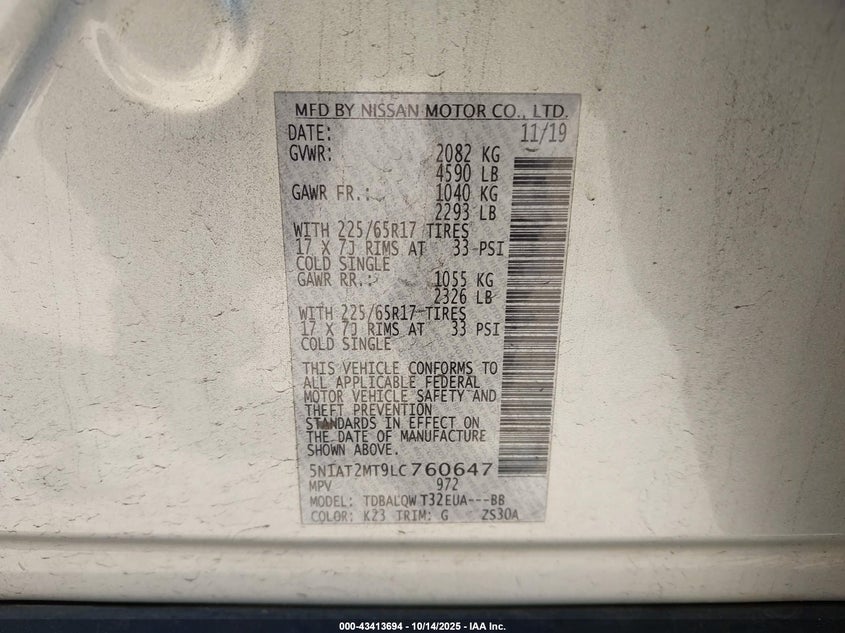 MFD BY NISSAN MOTOR CO., LTD.
DATE: 11/19
GVWR: 2082 KG
4590 LB
GAWR FR.: 1040 KG
2293 LB
WITH 225/65R17 TIRES
17 X 7J RIMS AT 33 PSI
COLD SINGLE
GAWR RR.: 1055 KG
2326 LB
WITH 225/65R17 TIRES
17 X 7J RIMS AT 33 PSI
COLD SINGLE
THIS VEHICLE CONFORMS TO
ALL APPLICABLE FEDERAL
MOTOR VEHICLE SAFETY AND
THEFT PREVENTION
STANDARDS IN EFFECT ON
THE DATE OF MANUFACTURE
SHOWN ABOVE.
5N1AT2MT9LC760647
MPV 972
MODEL: TDBALQW T32EUA---BB
COLOR: K23 TRIM: G ZS30A
000-43413694 | 10/14/2025 - IAA Inc.